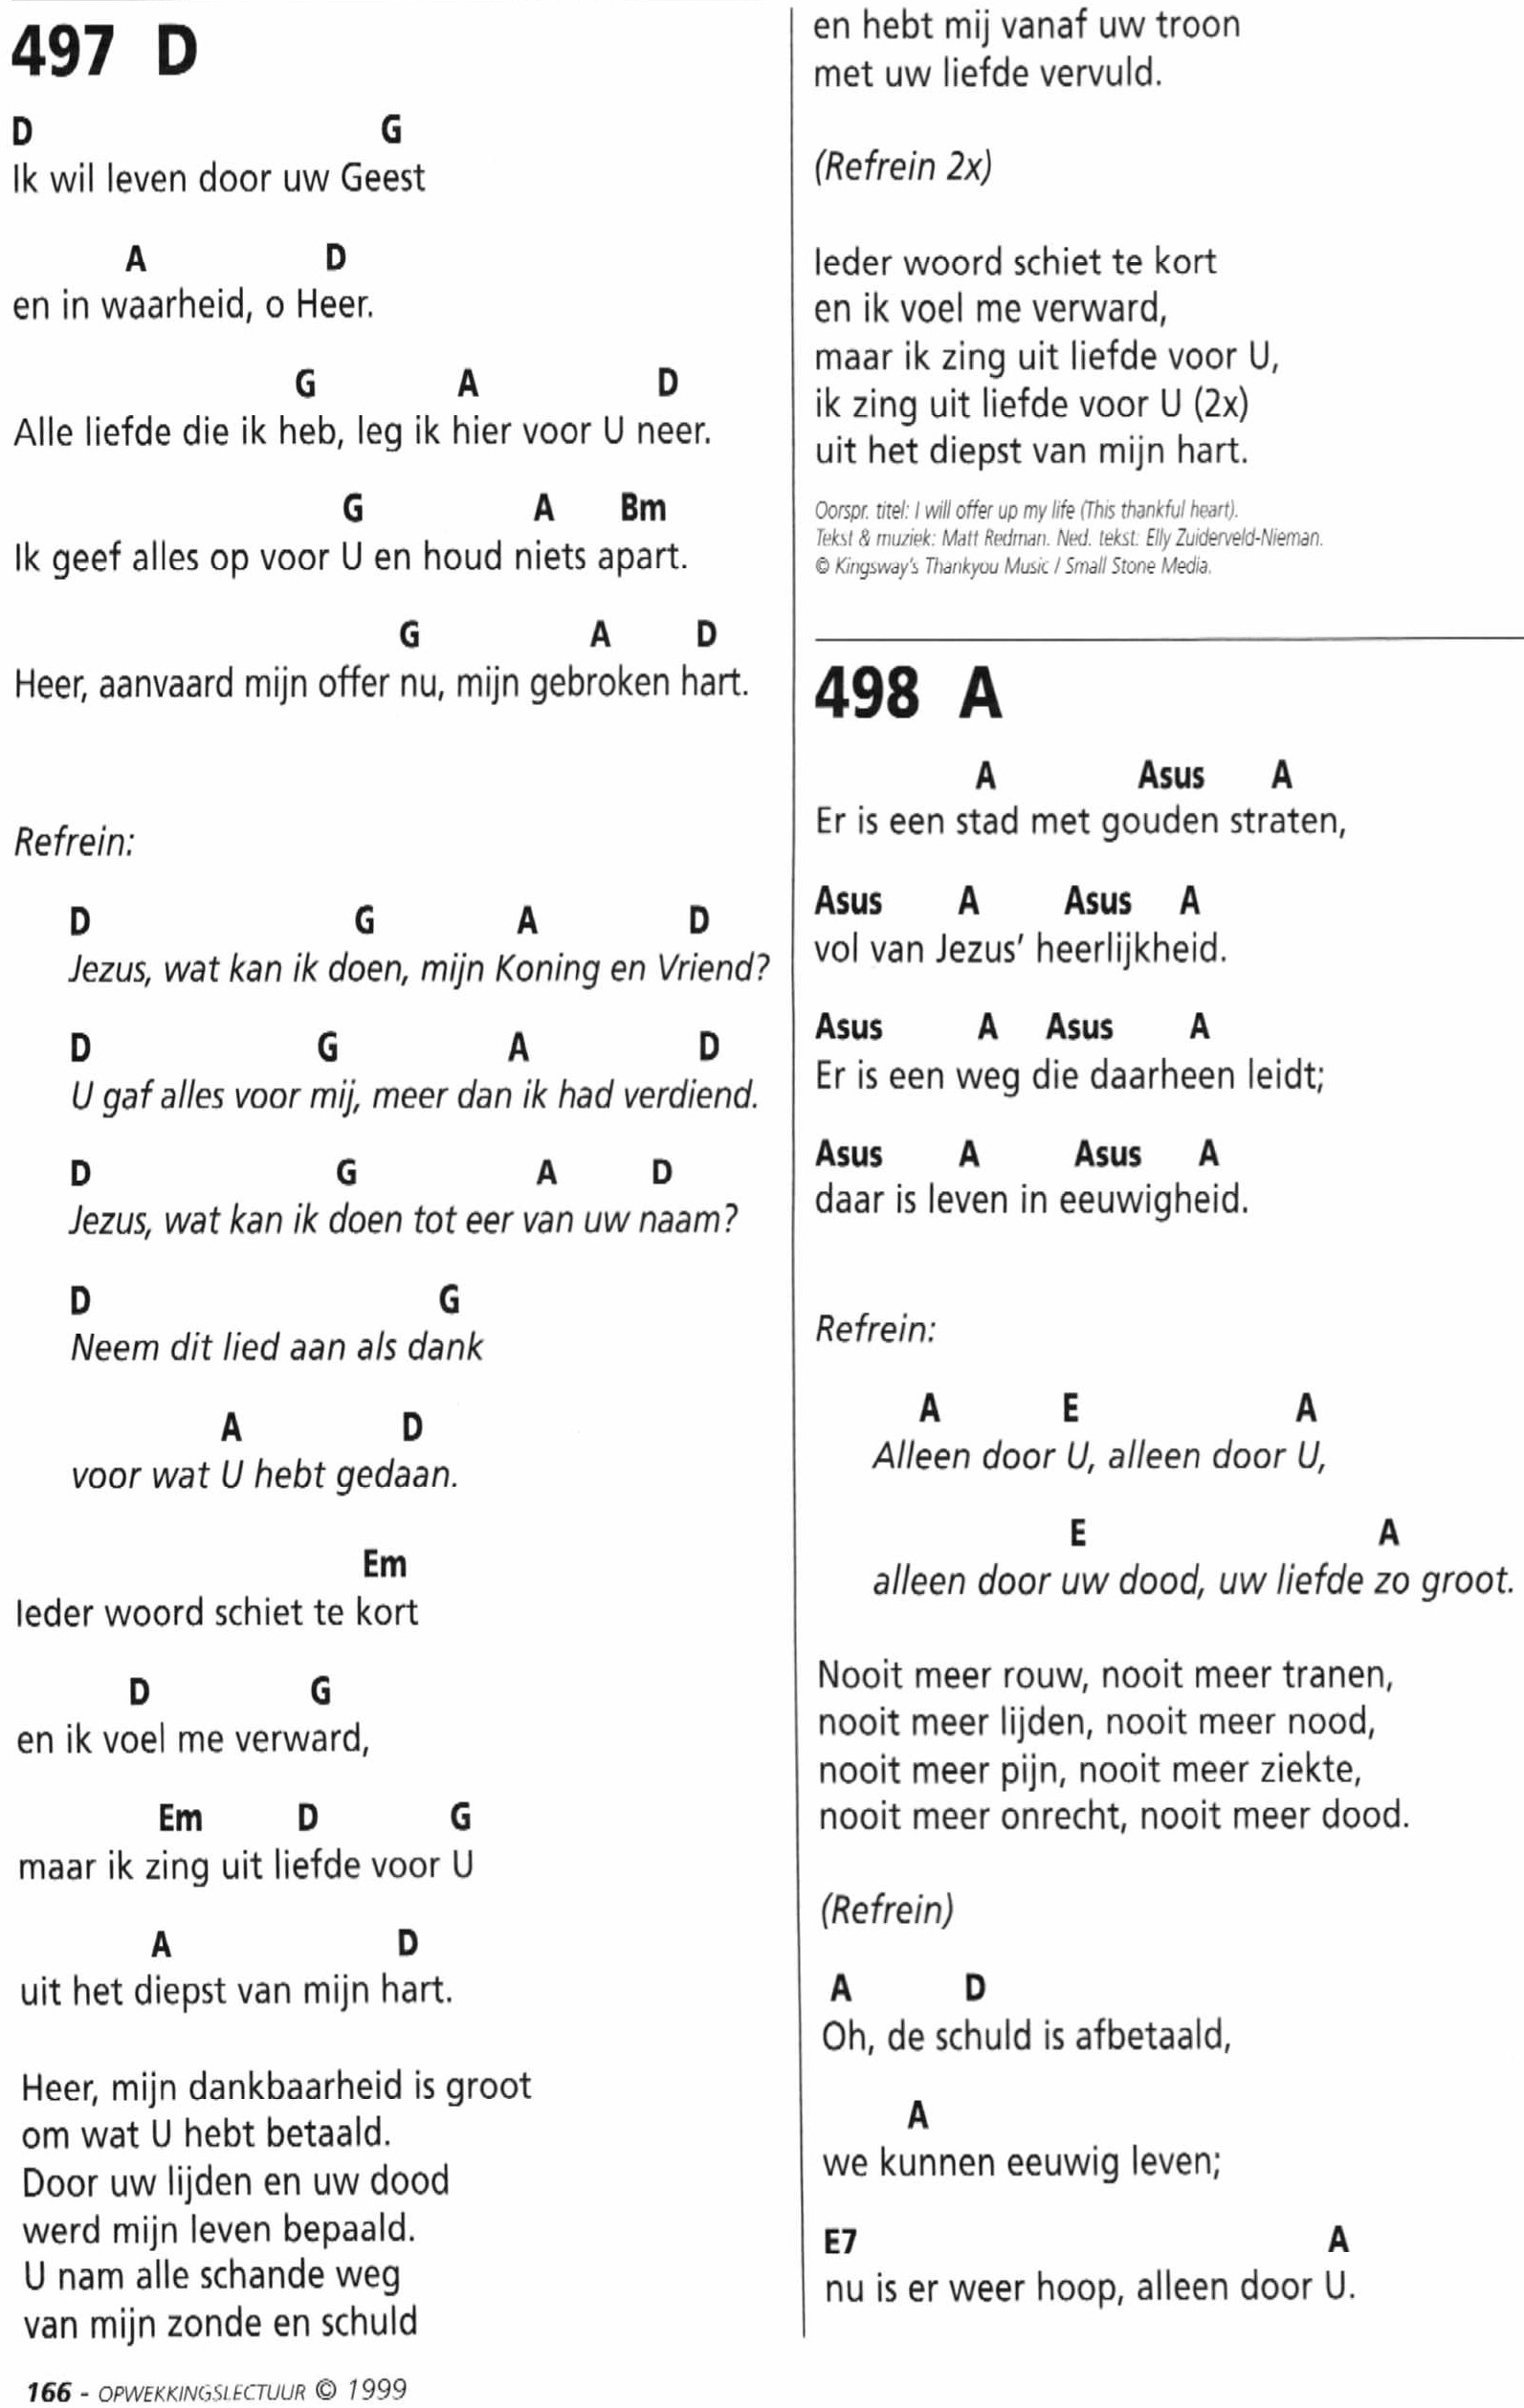 497 D
D G
Ik wil leven door uw Geest
A D
en in waarheid, o Heer.
G A D
Alle liefde die ik heb, leg ik hier voor U neer.
G A Bm
Ik geef alles op voor U en houd niets apart.
G A D
Heer, aanvaard mijn offer nu, mijn gebroken hart.
Refrein:
D G A D
Jezus, wat kan ik doen, mijn Koning en Vriend?
D G A D
U gaf alles voor mij, meer dan ik had verdiend.
D G A D
Jezus, wat kan ik doen tot eer van uw naam?
D G
Neem dit lied aan als dank
A D
voor wat U hebt gedaan.
Em
Ieder woord schiet te kort
D G
en ik voel me verward,
Em D G
maar ik zing uit liefde voor U
A D
uit het diepst van mijn hart.
Heer, mijn dankbaarheid is groot
om wat U hebt betaald.
Door uw lijden en uw dood
werd mijn leven bepaald.
U nam alle schande weg
van mijn zonde en schuld
en hebt mij vanaf uw troon
met uw liefde vervuld.
(Refrein 2x)
Ieder woord schiet te kort
en ik voel me verward,
maar ik zing uit liefde voor U,
ik zing uit liefde voor U (2x)
uit het diepst van mijn hart.
Oorspr. titel: I will offer up my life (This thankful heart).
Tekst & muziek: Matt Redman. Ned. tekst: Elly Zuiderveld-Nieman.
© Kingsway's Thankyou Music / Small Stone Media.
498 A
A Asus A
Er is een stad met gouden straten,
Asus A Asus A
vol van Jezus' heerlijkheid.
Asus A Asus A
Er is een weg die daarheen leidt;
Asus A Asus A
daar is leven in eeuwigheid.
Refrein:
A E A
Alleen door U, alleen door U,
E A
alleen door uw dood, uw liefde zo groot.
Nooit meer rouw, nooit meer tranen,
nooit meer lijden, nooit meer nood,
nooit meer pijn, nooit meer ziekte,
nooit meer onrecht, nooit meer dood.
(Refrein)
A D
Oh, de schuld is afbetaald,
A
we kunnen eeuwig leven;
E7 A
nu is er weer hoop, alleen door U.
166 - OPWEKKINGSLECTUUR © 1999